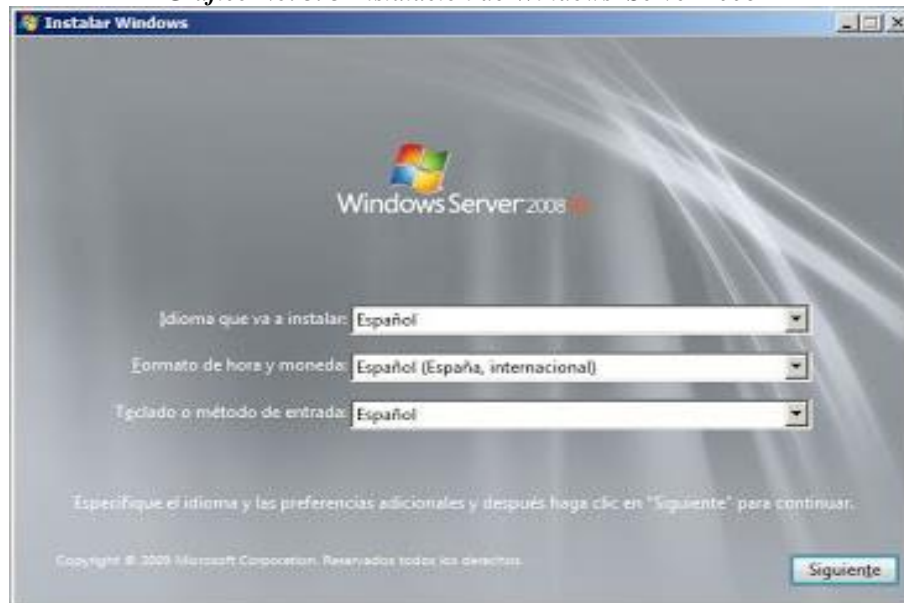 Instalar Windows
Windows Server 2008
Idioma que va a instalar: Español
Formato de hora y moneda: Español (España, internacional)
Teclado o método de entrada: Español
Especifique el idioma y las preferencias adicionales y después haga clic en "Siguiente" para continuar.
Copyright © 2009 Microsoft Corporation. Reservados todos los derechos.
Siguiente